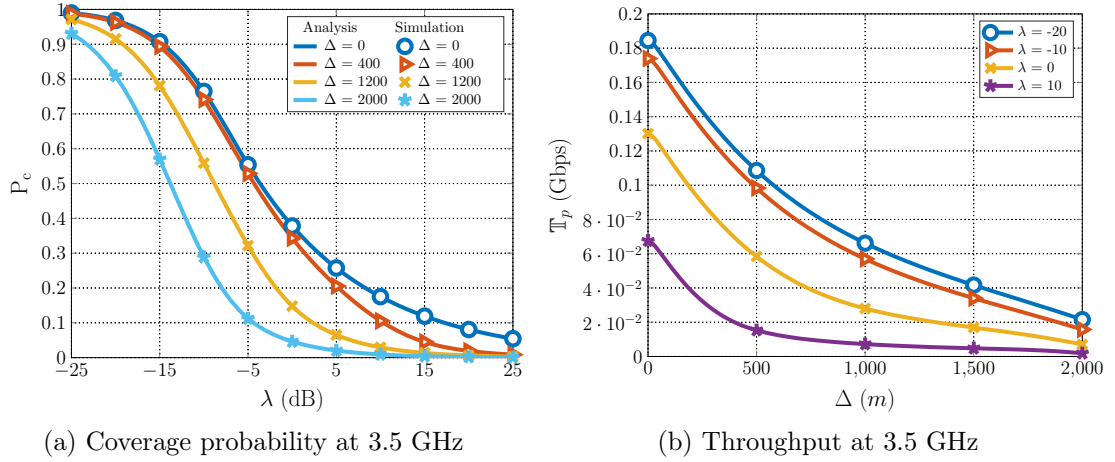 1
0.9
0.8
0.7
0.6
0.5
0.4
0.3
0.2
0.1
0
P_c
Analysis Simulation
Δ = 0 Δ = 0
Δ = 400 Δ = 400
Δ = 1200 Δ = 1200
Δ = 2000 Δ = 2000
−25 −15 −5 5 15 25
λ (dB)
(a) Coverage probability at 3.5 GHz
0.2
0.18
0.16
0.14
0.12
0.1
8 · 10^{−2}
6 · 10^{−2}
4 · 10^{−2}
2 · 10^{−2}
0
𝕋_p (Gbps)
λ = -20
λ = -10
λ = 0
λ = 10
0 500 1,000 1,500 2,000
Δ (m)
(b) Throughput at 3.5 GHz